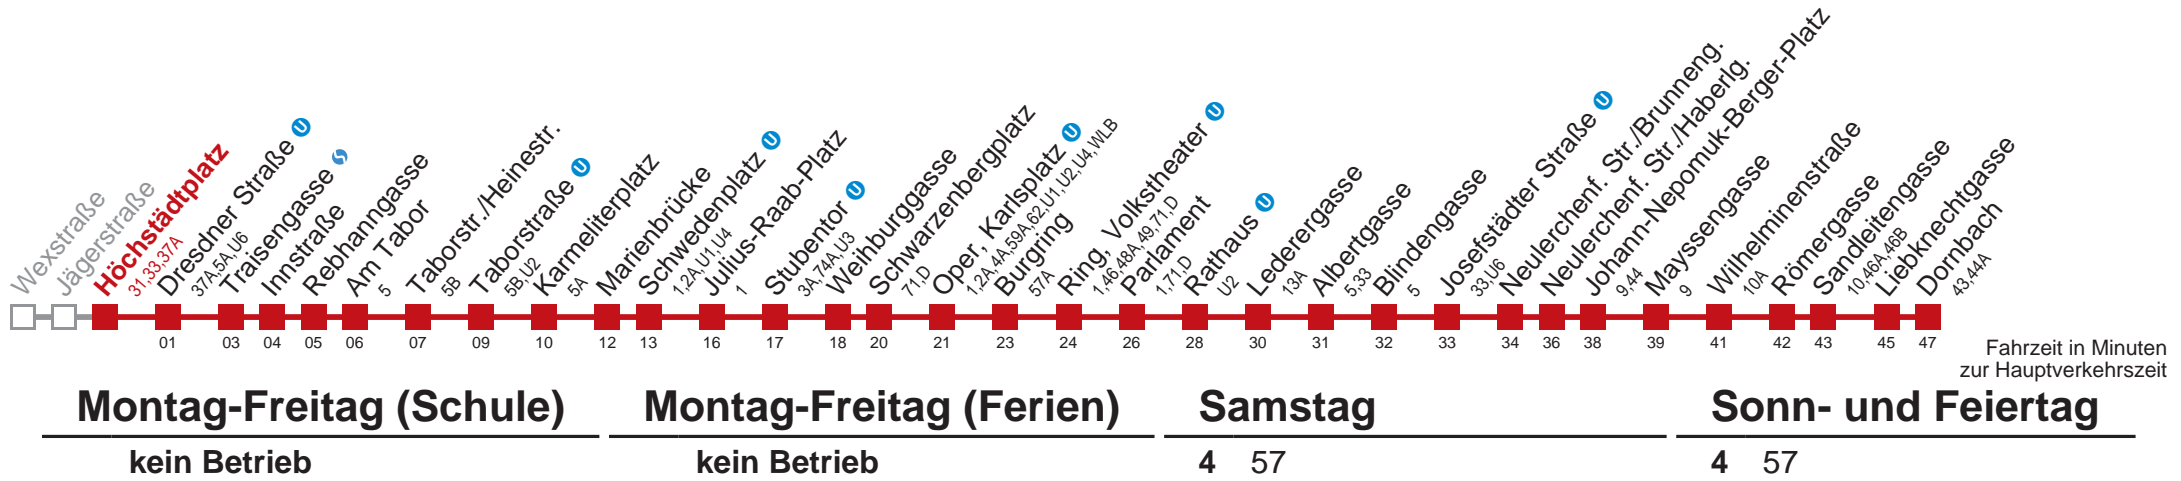 Wexstraße
Jägerstraße
Höchstädtplatz
31,33,37A
Dresdner Straße U
37A,5A,U6
Traisengasse
Innstraße
Rebhanngasse
Am Tabor
5
Taborstr./Heinestr.
5B
Taborstraße U
5B,U2
Karmeliterplatz
5A
Marienbrücke
Schwedenplatz U
1,2A,U1,U4
Julius-Raab-Platz
1
Stubentor U
3A,74A,U3
Weihburggasse
Schwarzenbergplatz
71,D
Oper, Karlsplatz U
1,2A,4A,59A,62,U1,U2,U4,WLB
Burgring
57A
Ring, Volkstheater U
1,46,48A,49,71,D
Parlament
1,71,D
Rathaus U
U2
Lederergasse
13A
Albertgasse
5,33
Blindengasse
5
Josefstädter Straße U
33,U6
Neulerchenf. Str./Brunneng.
Neulerchenf. Str./Haberlg.
Johann-Nepomuk-Berger-Platz
9,44
Mayssengasse
9
Wilhelminenstraße
10A
Römergasse
Sandleitengasse
10,46A,46B
Liebknechtgasse
Dornbach
43,44A
01 03 04 05 06 07 09 10 12 13 16 17 18 20 21 23 24 26 28 30 31 32 33 34 36 38 39 41 42 43 45 47
Fahrzeit in Minuten
zur Hauptverkehrszeit
Montag-Freitag (Schule) Montag-Freitag (Ferien) Samstag Sonn- und Feiertag
kein Betrieb kein Betrieb 4 57 4 57